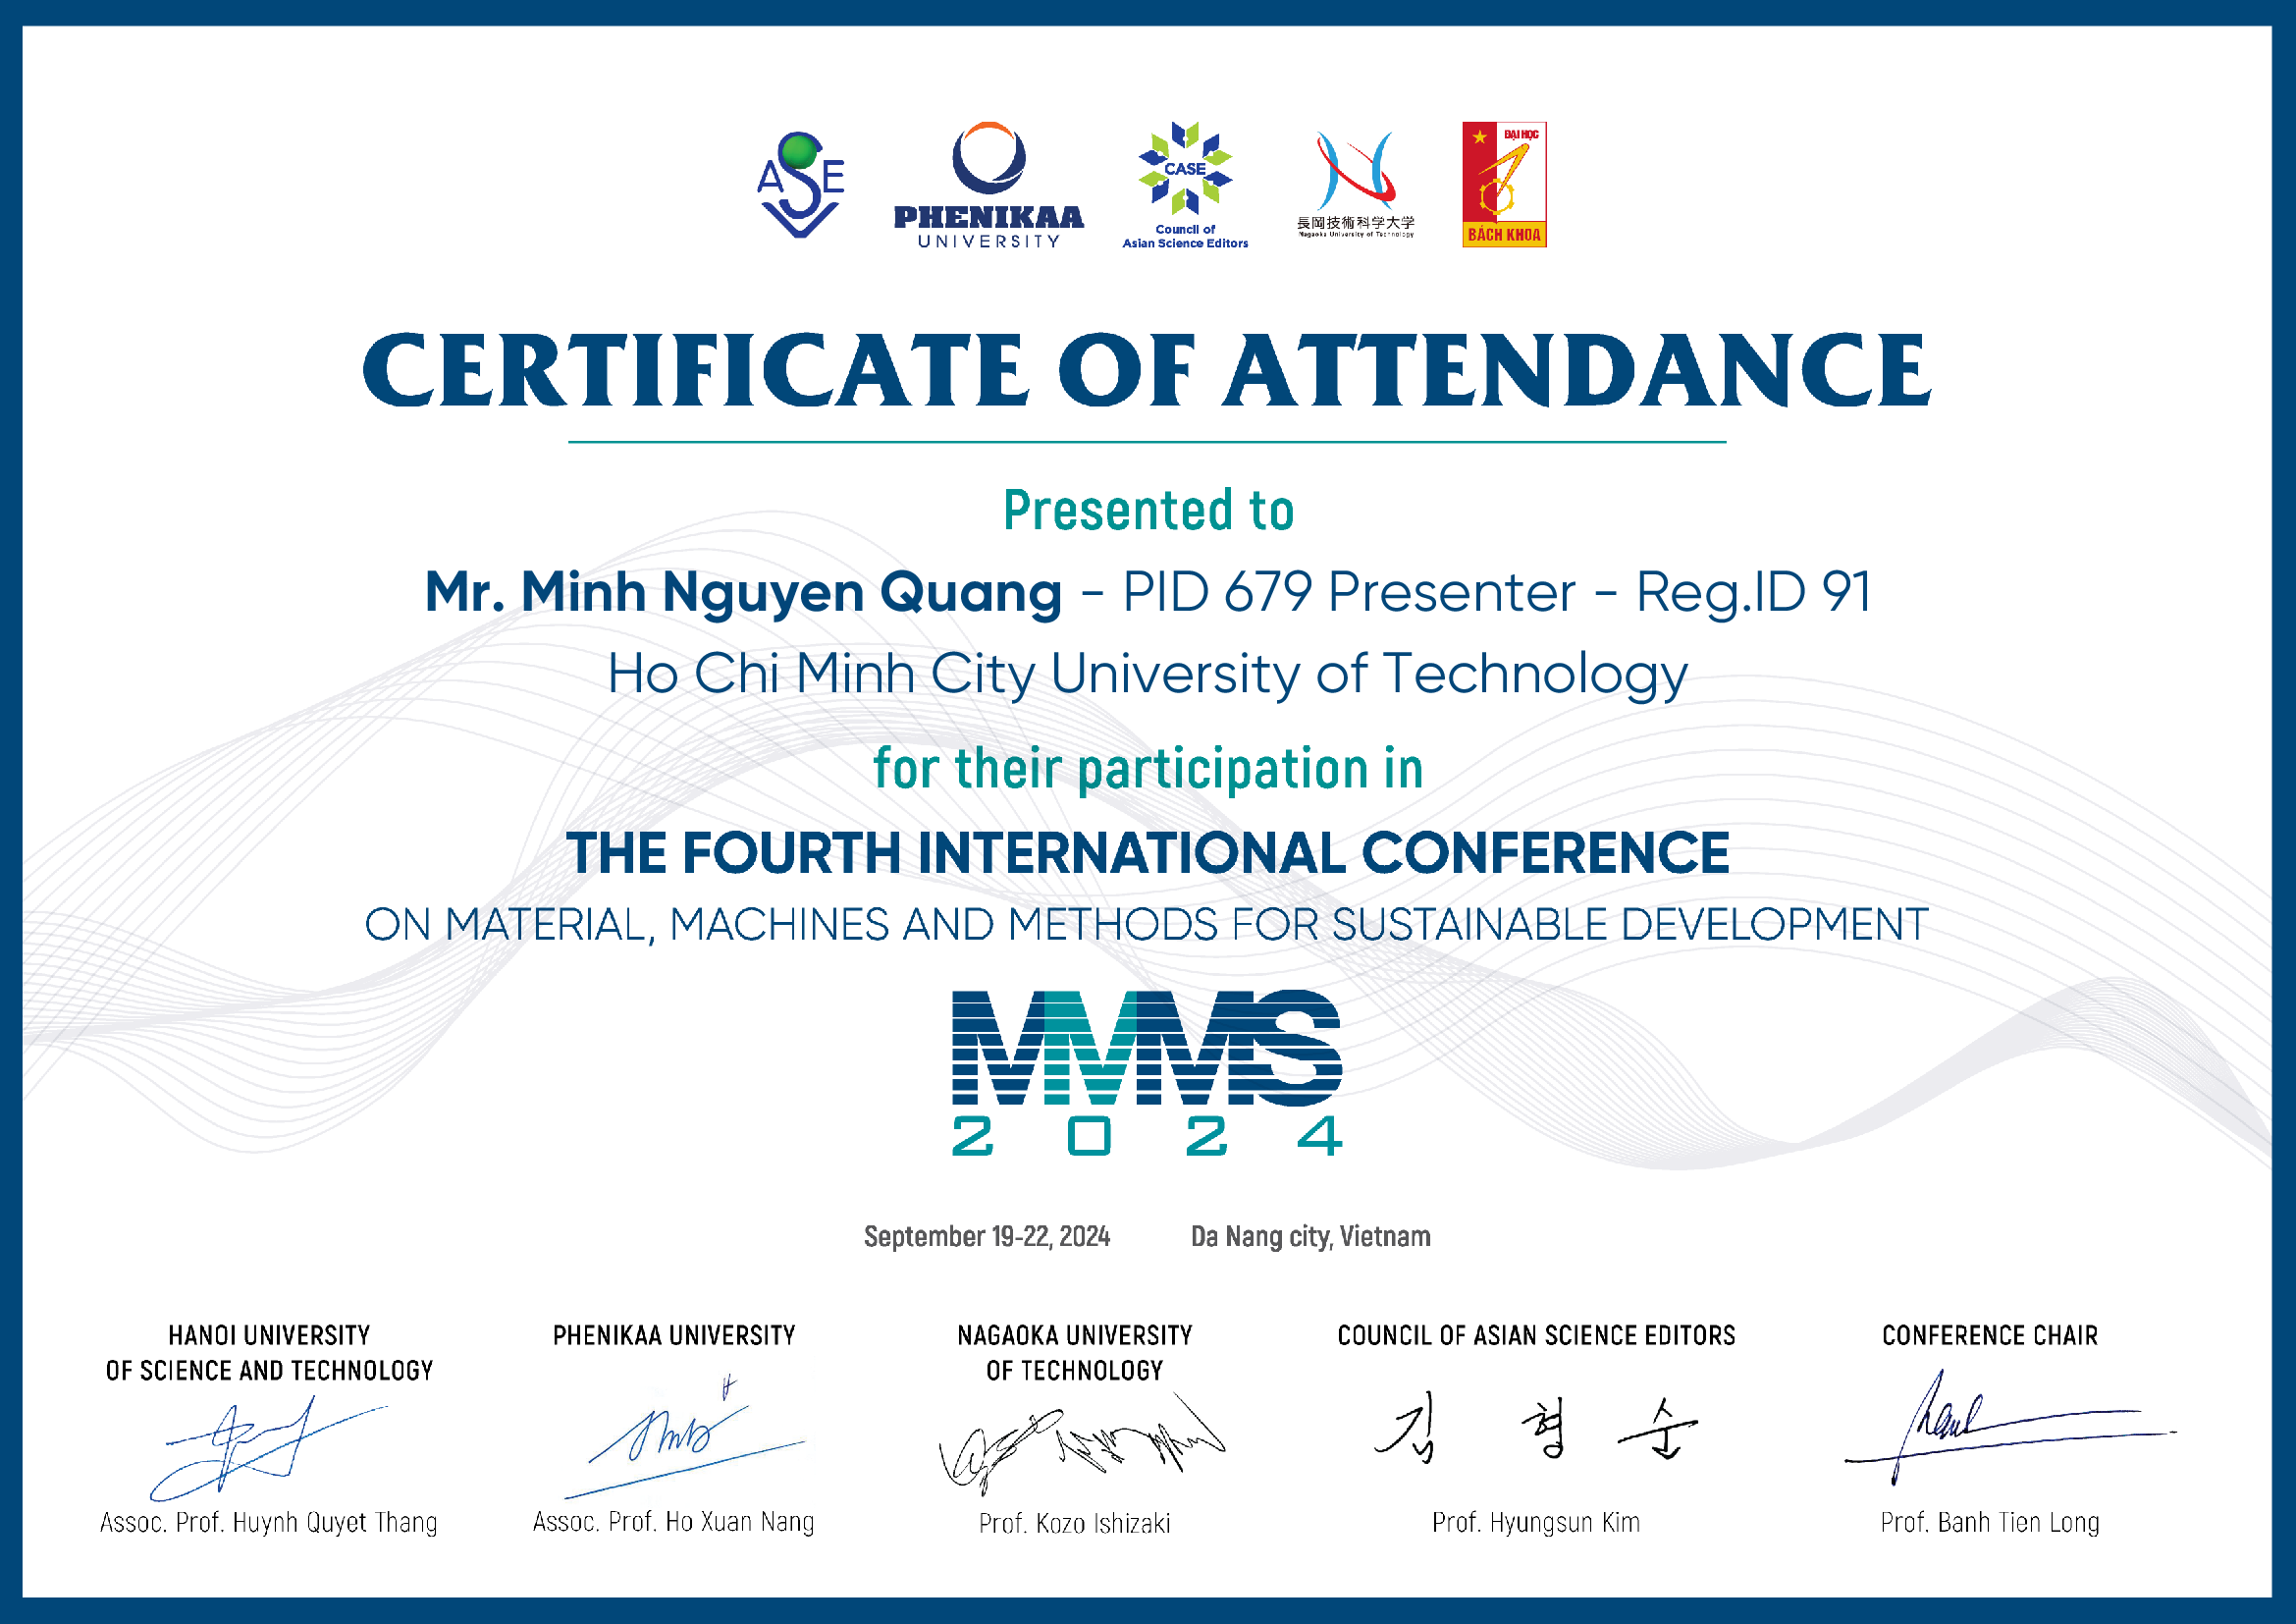 ASE
PHENIKAA
UNIVERSITY
CASE
Council of
Asian Science Editors
長岡技術科学大学
Nagaoka University of Technology
ĐẠI HỌC
BÁCH KHOA
CERTIFICATE OF ATTENDANCE
Presented to
Mr. Minh Nguyen Quang - PID 679 Presenter - Reg.ID 91
Ho Chi Minh City University of Technology
for their participation in
THE FOURTH INTERNATIONAL CONFERENCE
ON MATERIAL, MACHINES AND METHODS FOR SUSTAINABLE DEVELOPMENT
MMMS
2024
September 19-22, 2024 Da Nang city, Vietnam
HANOI UNIVERSITY
OF SCIENCE AND TECHNOLOGY
Assoc. Prof. Huynh Quyet Thang
PHENIKAA UNIVERSITY
Assoc. Prof. Ho Xuan Nang
NAGAOKA UNIVERSITY
OF TECHNOLOGY
Prof. Kozo Ishizaki
COUNCIL OF ASIAN SCIENCE EDITORS
김 형 순
Prof. Hyungsun Kim
CONFERENCE CHAIR
Prof. Banh Tien Long